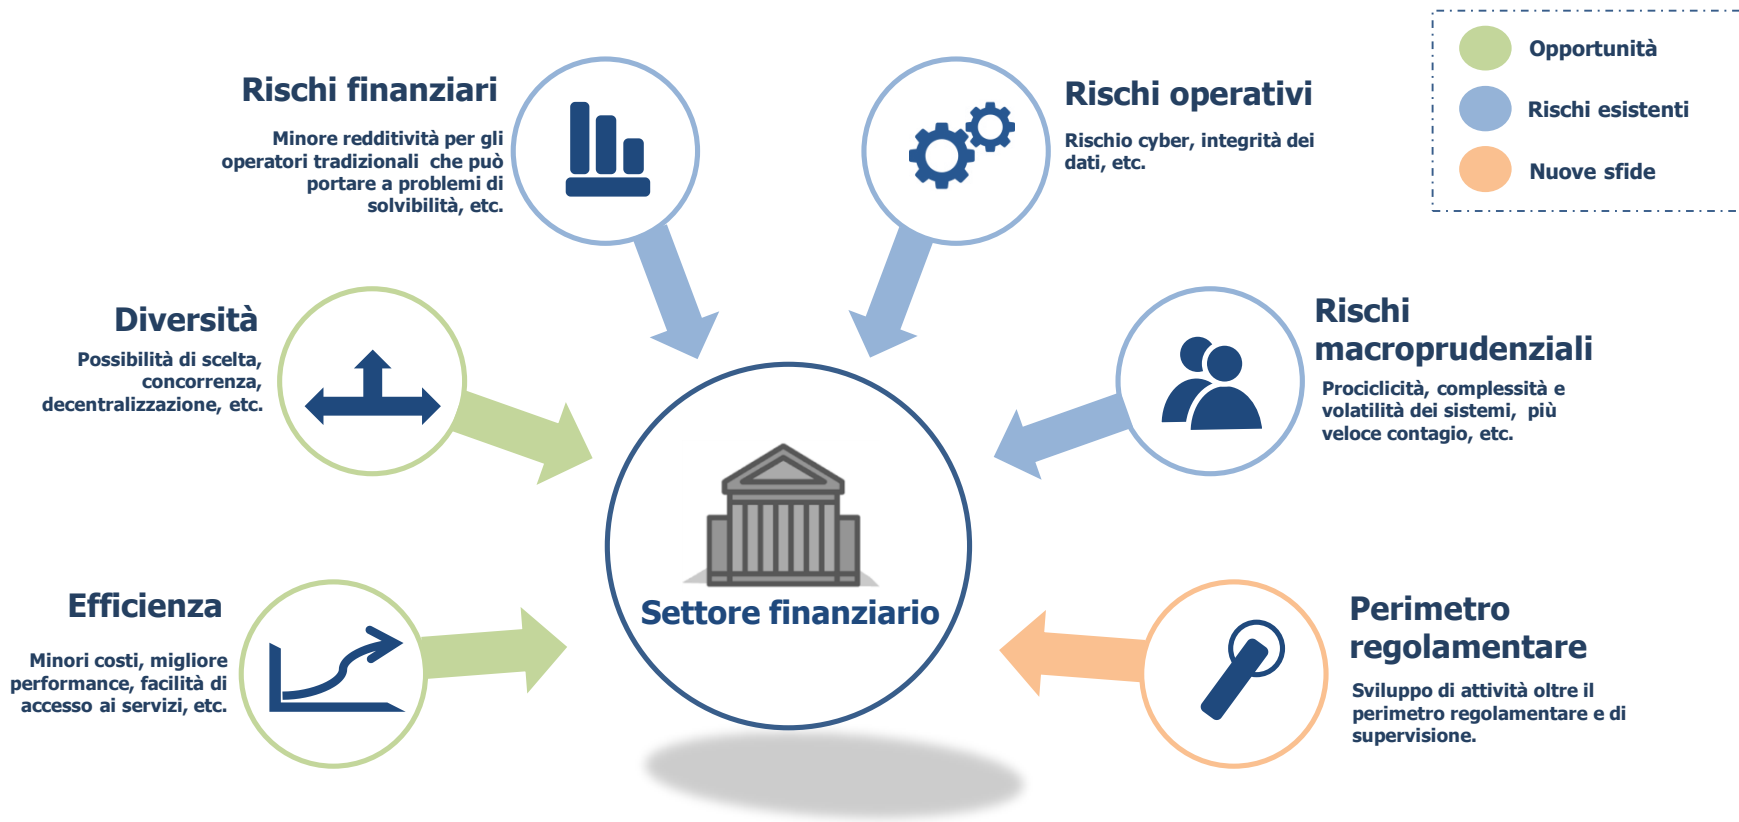 Opportunità
Rischi esistenti
Nuove sfide
Rischi finanziari
Minore redditività per gli
operatori tradizionali  che può
portare a problemi di
solvibilità, etc.
Rischi operativi
Rischio cyber, integrità dei
dati, etc.
Diversità
Possibilità di scelta,
concorrenza,
decentralizzazione, etc.
Rischi
macroprudenziali
Prociclicità, complessità e
volatilità dei sistemi,  più
veloce contagio, etc.
Efficienza
Minori costi, migliore
performance, facilità di
accesso ai servizi, etc.
Settore finanziario
Perimetro
regolamentare
Sviluppo di attività oltre il
perimetro regolamentare e di
supervisione.